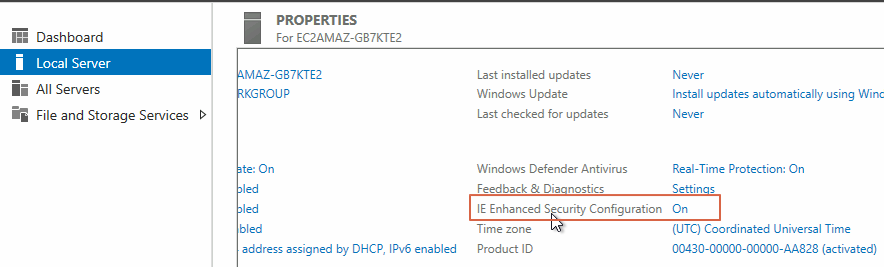 PROPERTIES
For EC2AMAZ-GB7KTE2
Dashboard
Local Server
All Servers
File and Storage Services
2AMAZ-GB7KTE2
RKGROUP
Last installed updates Never
Windows Update Install updates automatically using Wind
Last checked for updates Never
ate: On
Windows Defender Antivirus Real-Time Protection: On
bled
Feedback & Diagnostics Settings
bled
IE Enhanced Security Configuration On
abled
Time zone (UTC) Coordinated Universal Time
address assigned by DHCP, IPv6 enabled
Product ID 00430-00000-00000-AA828 (activated)